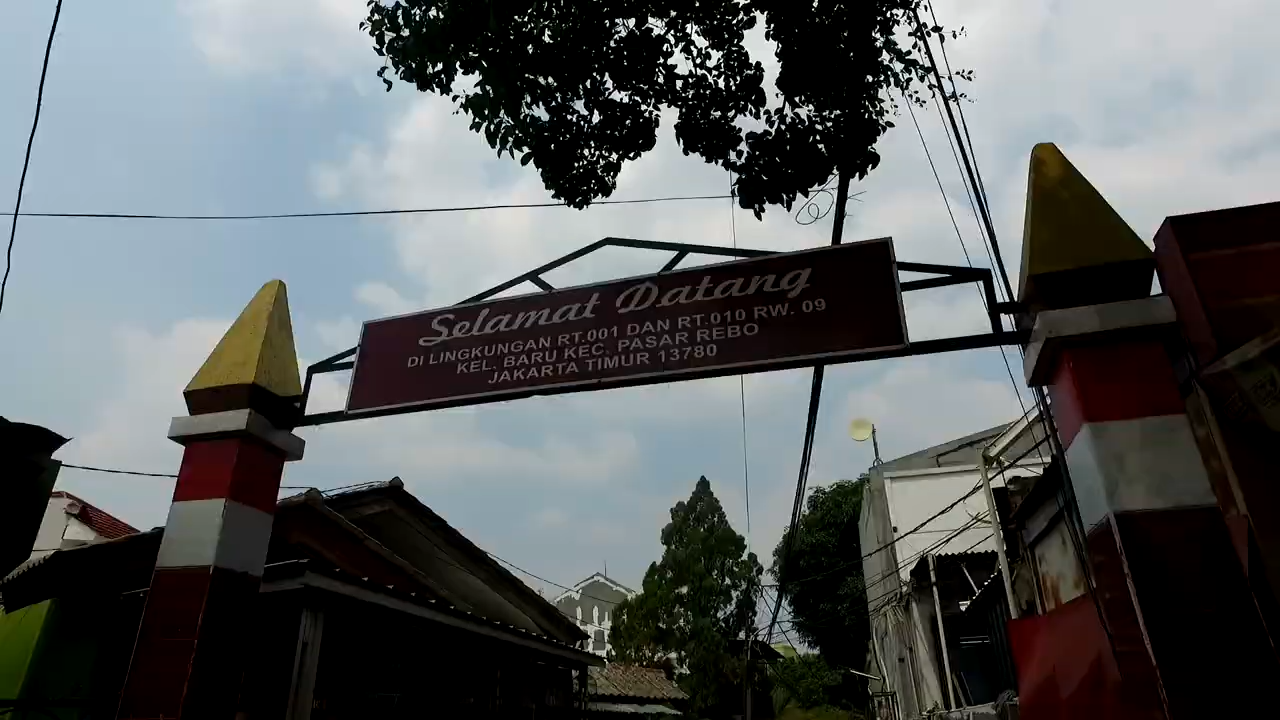 Selamat Datang
DI LINGKUNGAN RT.001 DAN RT.010 RW. 09
KEL. BARU KEC. PASAR REBO
JAKARTA TIMUR 13780